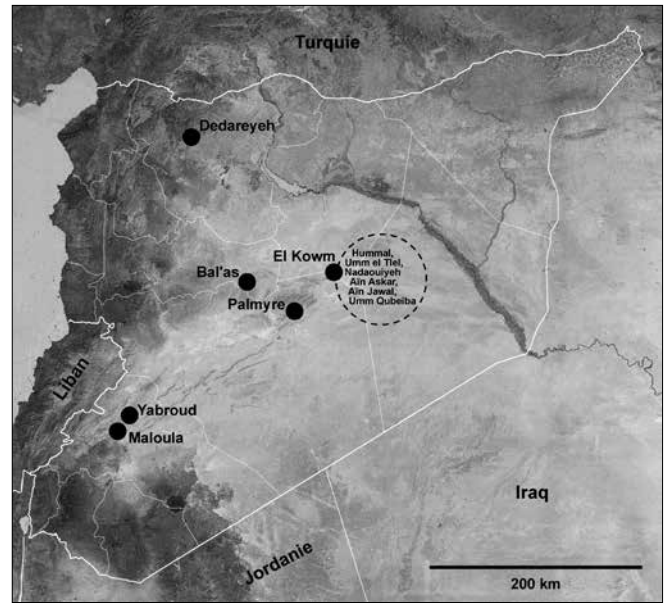 Turquie
Dedareyeh
El Kowm
Hummal,
Umm el Tlel,
Nadaouiyeh
Aïn Askar,
Aïn Jawal,
Umm Qubeiba
Bal'as
Palmyre
Liban
Yabroud
Maloula
Iraq
Jordanie
200 km